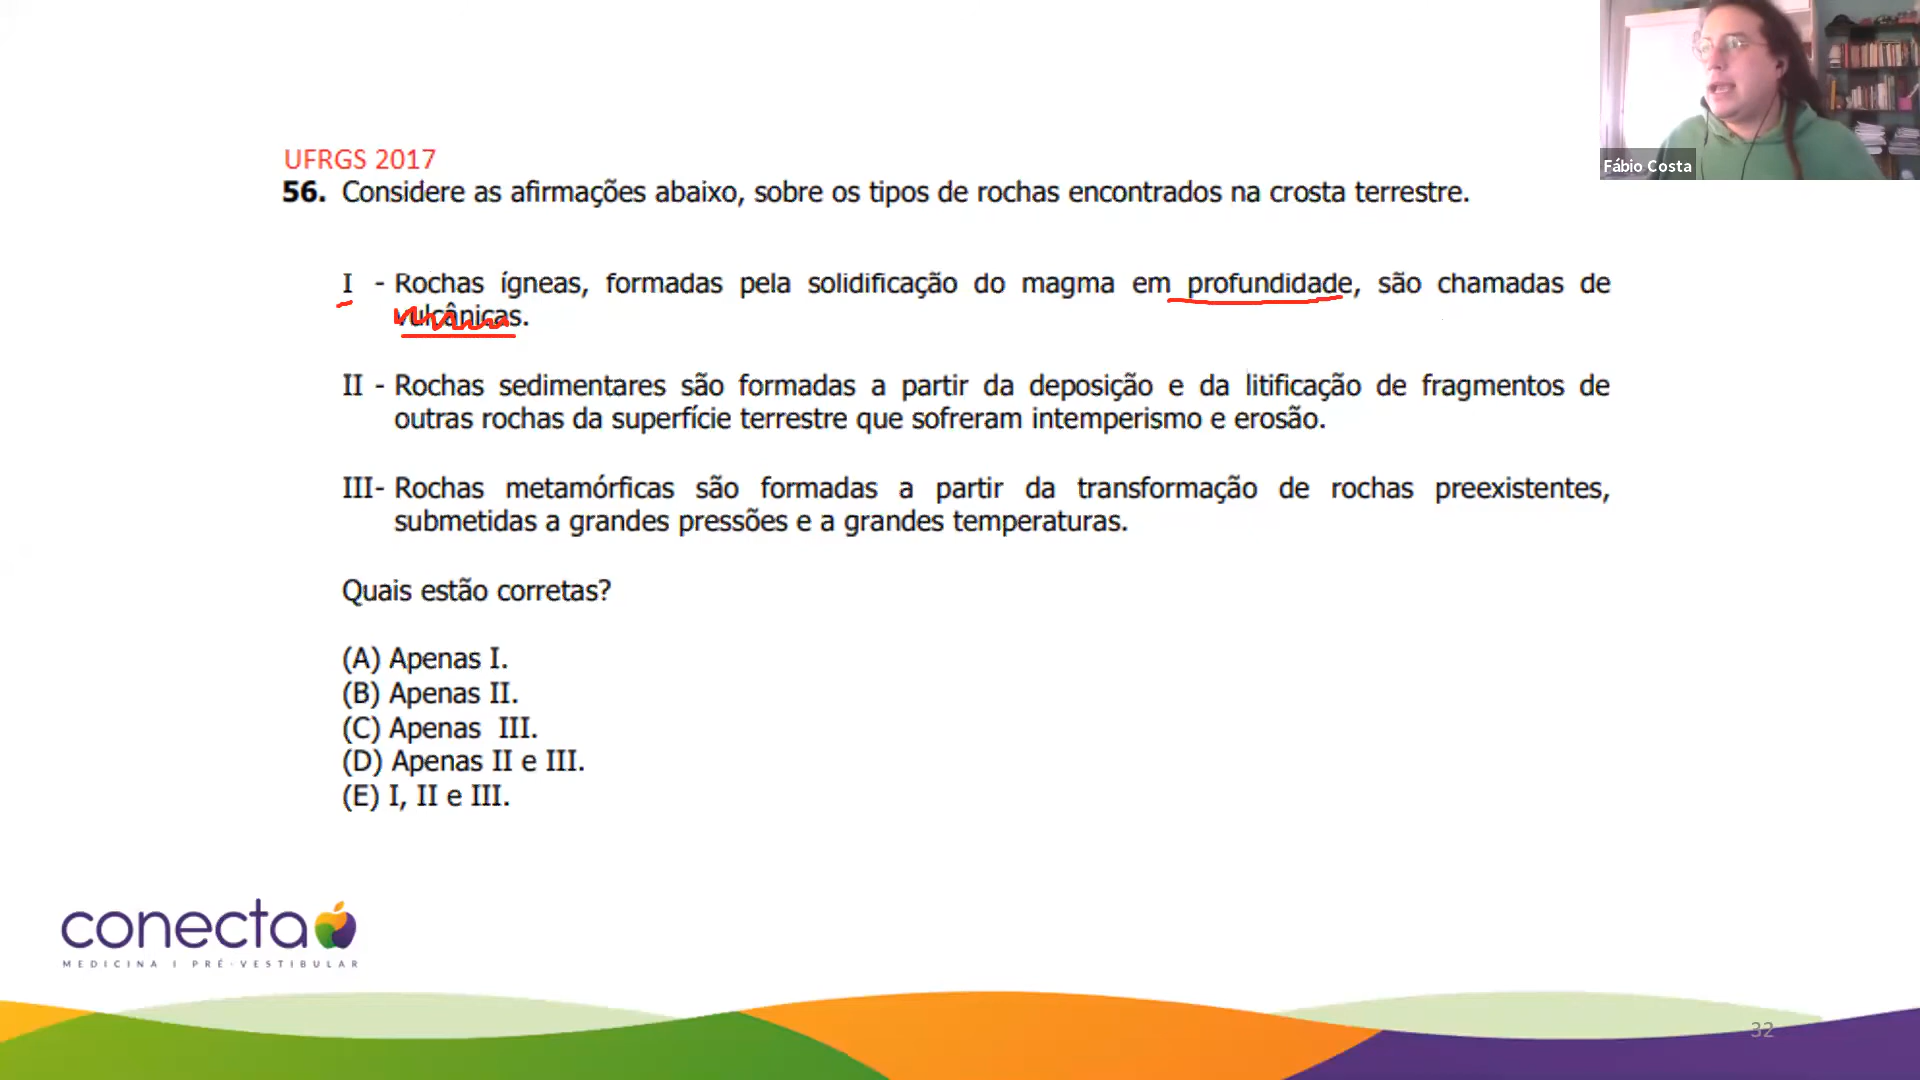 Fábio Costa
UFRGS 2017
56. Considere as afirmações abaixo, sobre os tipos de rochas encontrados na crosta terrestre.
I - Rochas ígneas, formadas pela solidificação do magma em profundidade, são chamadas de
vulcânicas.
II - Rochas sedimentares são formadas a partir da deposição e da litificação de fragmentos de
outras rochas da superfície terrestre que sofreram intemperismo e erosão.
III- Rochas metamórficas são formadas a partir da transformação de rochas preexistentes,
submetidas a grandes pressões e a grandes temperaturas.
Quais estão corretas?
(A) Apenas I.
(B) Apenas II.
(C) Apenas III.
(D) Apenas II e III.
(E) I, II e III.
conecta
MEDICINA I PRÉ-VESTIBULAR
32